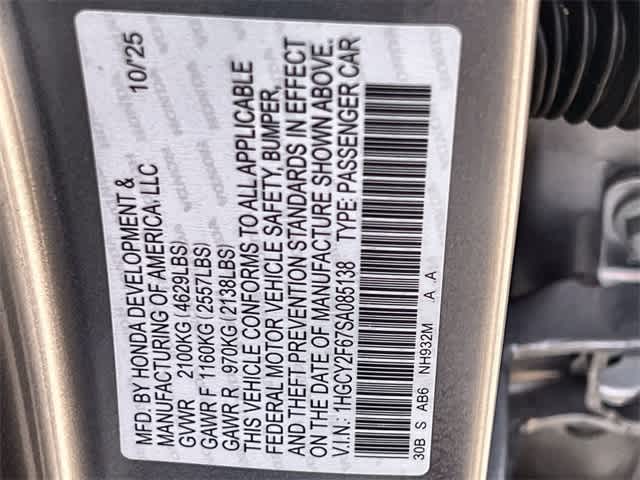 MFD. BY HONDA DEVELOPMENT & 10/'25
MANUFACTURING OF AMERICA, LLC
GVWR 2100KG (4629LBS)
GAWR F 1160KG (2557LBS)
GAWR R 970KG (2138LBS)
THIS VEHICLE CONFORMS TO ALL APPLICABLE
FEDERAL MOTOR VEHICLE SAFETY, BUMPER,
AND THEFT PREVENTION STANDARDS IN EFFECT
ON THE DATE OF MANUFACTURE SHOWN ABOVE.
V.I.N.: 1HGCY2F67SA085138 TYPE: PASSENGER CAR
30B S AB6 NH932M A .A